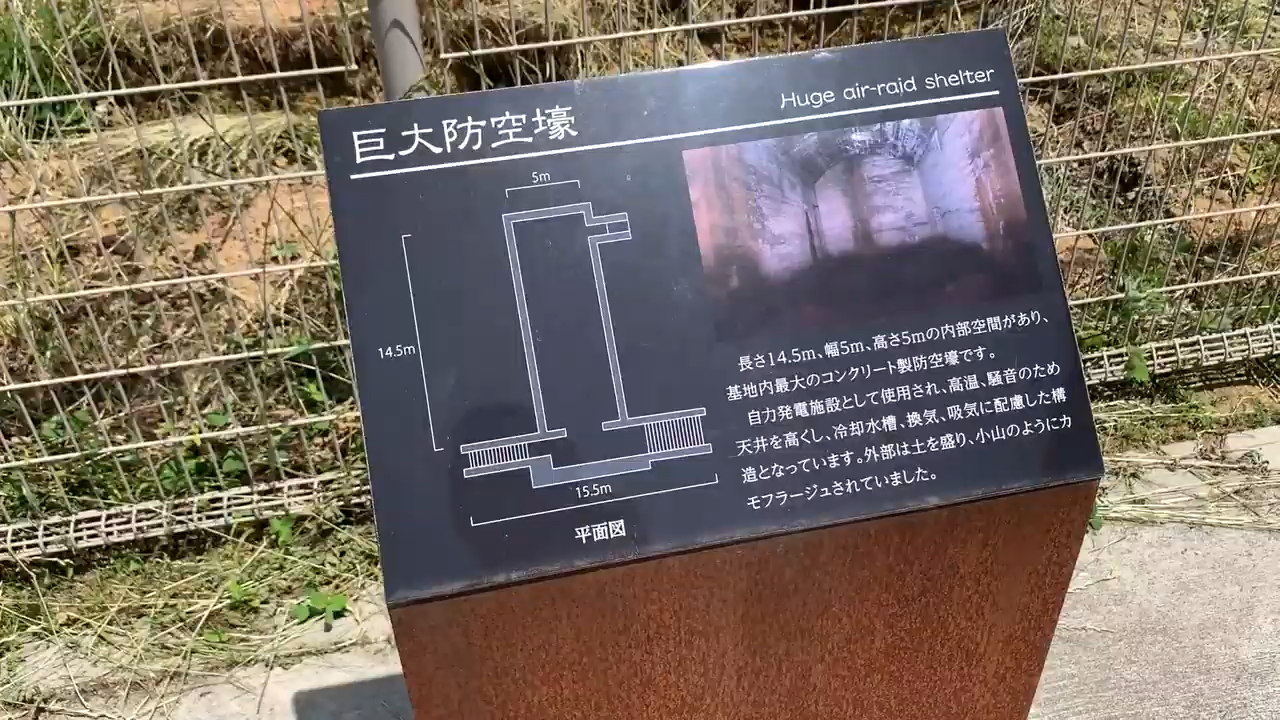 巨大防空壕
Huge air-raid shelter
5m
14.5m
15.5m
平面図
長さ14.5m、幅5m、高さ5mの内部空間があり、
基地内最大のコンクリート製防空壕です。
自力発電施設として使用され、高温、騒音のため
天井を高くし、冷却水槽、換気、吸気に配慮した構
造となっています。外部は土を盛り、小山のようにカ
モフラージュされていました。